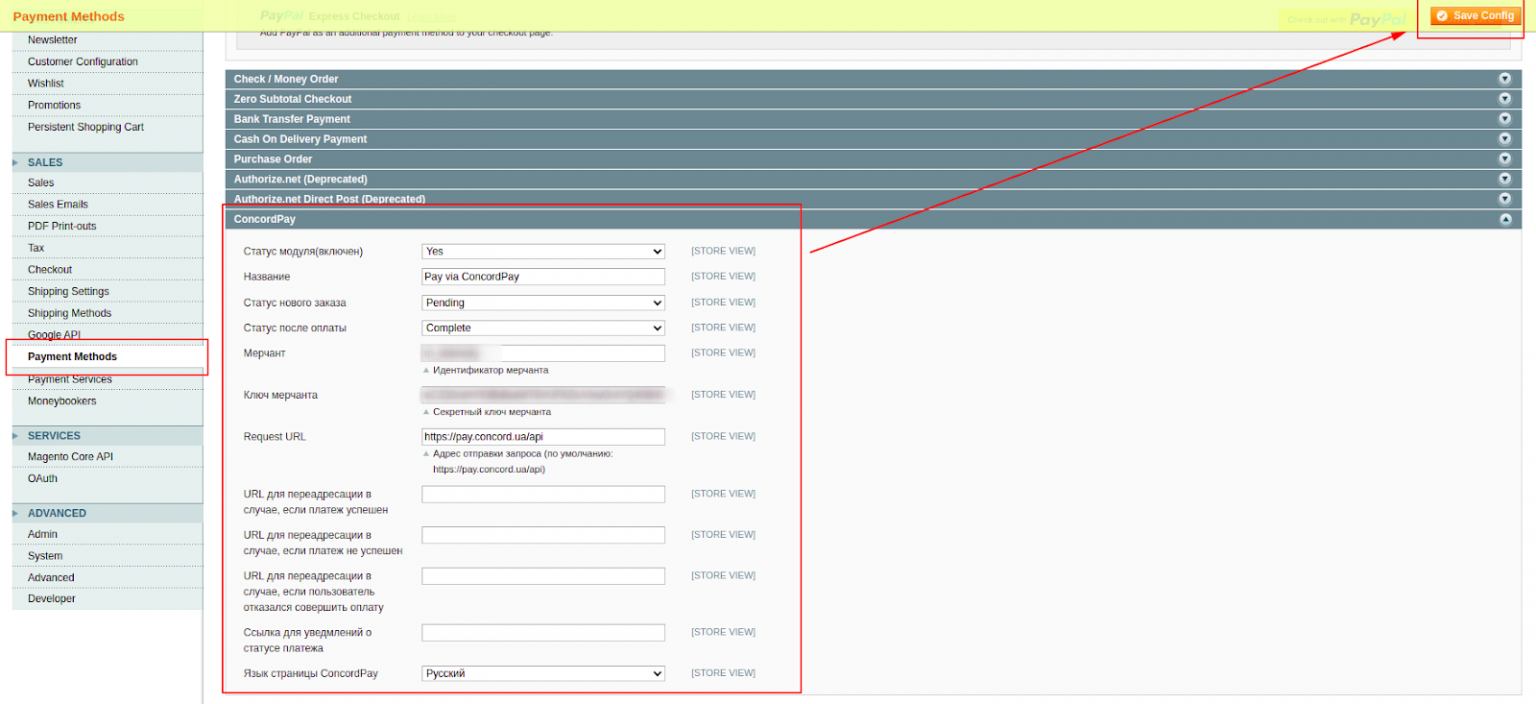 Payment Methods
PayPal Express Checkout Learn More
Check out with PayPal
Save Config
Add PayPal as an additional payment method to your checkout page.
Newsletter
Customer Configuration
Wishlist
Promotions
Persistent Shopping Cart
SALES
Sales
Sales Emails
PDF Print-outs
Tax
Checkout
Shipping Settings
Shipping Methods
Google API
Payment Methods
Payment Services
Moneybookers
SERVICES
Magento Core API
OAuth
ADVANCED
Admin
System
Advanced
Developer
Check / Money Order
Zero Subtotal Checkout
Bank Transfer Payment
Cash On Delivery Payment
Purchase Order
Authorize.net (Deprecated)
Authorize.net Direct Post (Deprecated)
ConcordPay
Статус модуля(включен) Yes [STORE VIEW]
Название Pay via ConcordPay [STORE VIEW]
Статус нового заказа Pending [STORE VIEW]
Статус после оплаты Complete [STORE VIEW]
Мерчант [STORE VIEW]
Идентификатор мерчанта
Ключ мерчанта [STORE VIEW]
Секретный ключ мерчанта
Request URL https://pay.concord.ua/api [STORE VIEW]
Адрес отправки запроса (по умолчанию:
https://pay.concord.ua/api)
URL для переадресации в [STORE VIEW]
случае, если платеж успешен
URL для переадресации в [STORE VIEW]
случае, если платеж не успешен
URL для переадресации в [STORE VIEW]
случае, если пользователь
отказался совершить оплату
Ссылка для уведмлений о [STORE VIEW]
статусе платежа
Язык страницы ConcordPay Русский [STORE VIEW]